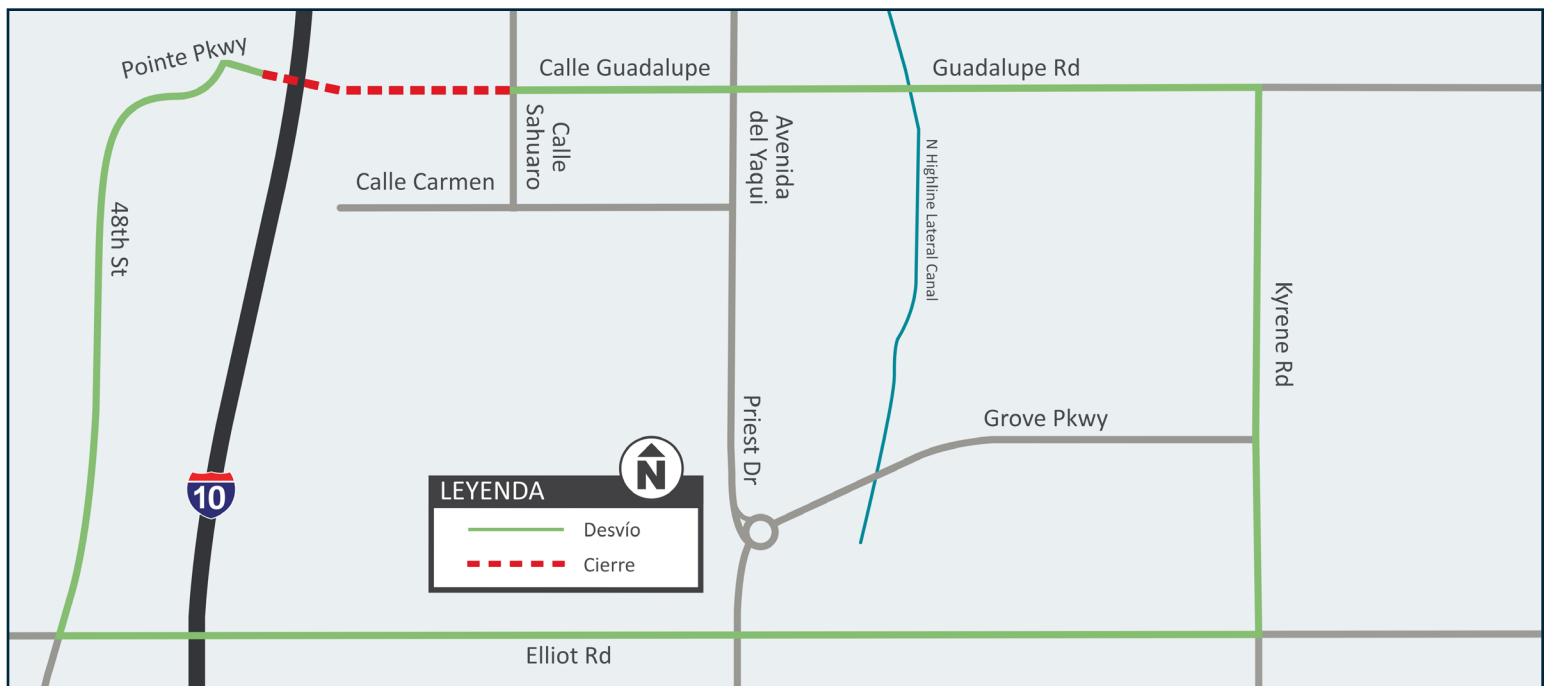 Pointe Pkwy
Calle Guadalupe
Guadalupe Rd
Calle
Sahuaro
Avenida
del Yaqui
N Highline Lateral Canal
Calle Carmen
48th St
Kyrene Rd
Priest Dr
Grove Pkwy
10
N
LEYENDA
Desvío
Cierre
Elliot Rd